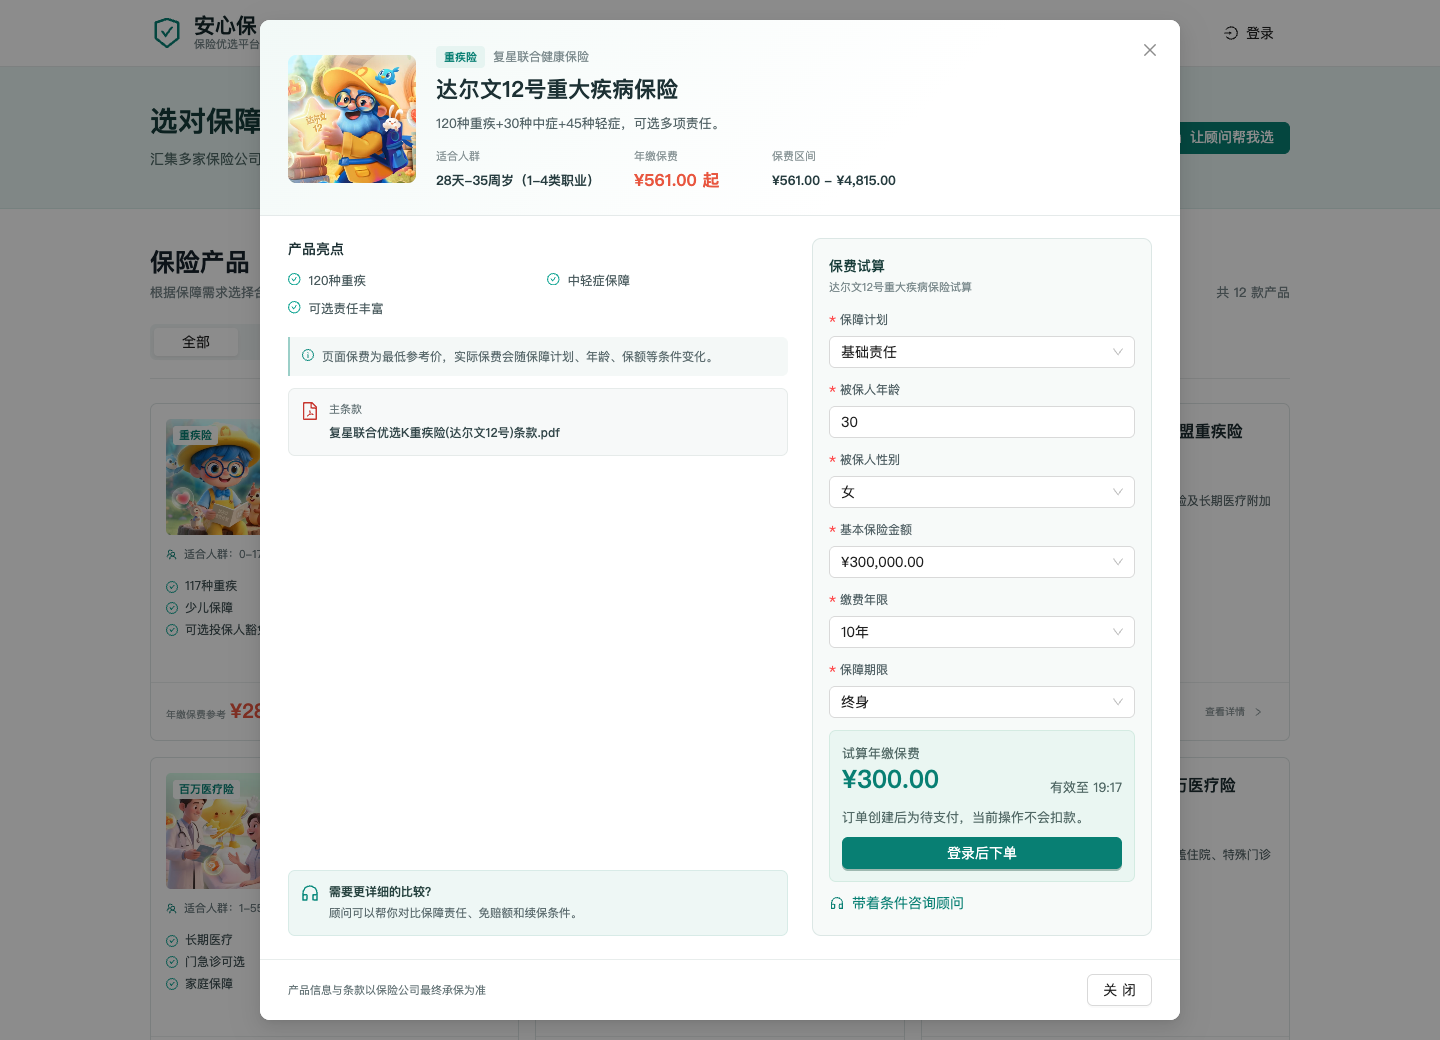 安心保
保险优选平台
登录
选对保障
汇集多家保险公司
让顾问帮我选
保险产品
根据保障需求选择合
共 12 款产品
全部
重疾险
适合人群：0-17
117种重疾
少儿保障
可选投保人豁免
年缴保费参考 ¥28
盟重疾险
险及长期医疗附加
查看详情
百万医疗险
适合人群：1-55
长期医疗
门急诊可选
家庭保障
万医疗险
盖住院、特殊门诊
达尔文
12
重疾险 复星联合健康保险
达尔文12号重大疾病保险
120种重疾+30种中症+45种轻症，可选多项责任。
适合人群 年缴保费 保费区间
28天-35周岁（1-4类职业） ¥561.00 起 ¥561.00 - ¥4,815.00
产品亮点
120种重疾 中轻症保障
可选责任丰富
页面保费为最低参考价，实际保费会随保障计划、年龄、保额等条件变化。
主条款
复星联合优选K重疾险(达尔文12号)条款.pdf
需要更详细的比较?
顾问可以帮你对比保障责任、免赔额和续保条件。
保费试算
达尔文12号重大疾病保险试算
* 保障计划
基础责任
* 被保人年龄
30
* 被保人性别
女
* 基本保险金额
¥300,000.00
* 缴费年限
10年
* 保障期限
终身
试算年缴保费
¥300.00 有效至 19:17
订单创建后为待支付，当前操作不会扣款。
登录后下单
带着条件咨询顾问
产品信息与条款以保险公司最终承保为准
关 闭